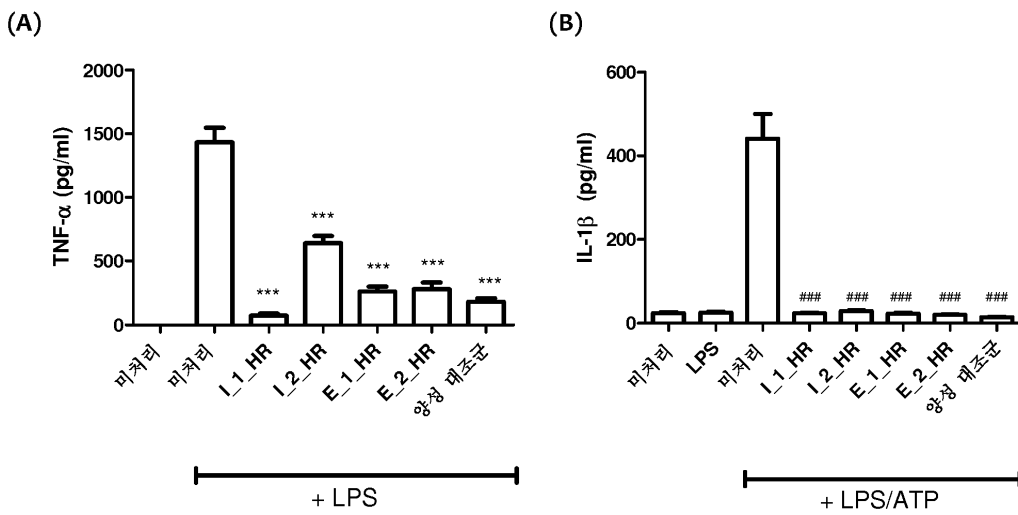 (A)
(B)
2000
1500
1000
500
0
TNF-α (pg/ml)
***
***
***
***
***
미처리
미처리
I_1_HR
I_2_HR
E_1_HR
E_2_HR
양성 대조군
+ LPS
600
400
200
0
IL-1β (pg/ml)
###
###
###
###
###
미처리
LPS
미처리
I_1_HR
I_2_HR
E_1_HR
E_2_HR
양성 대조군
+ LPS/ATP